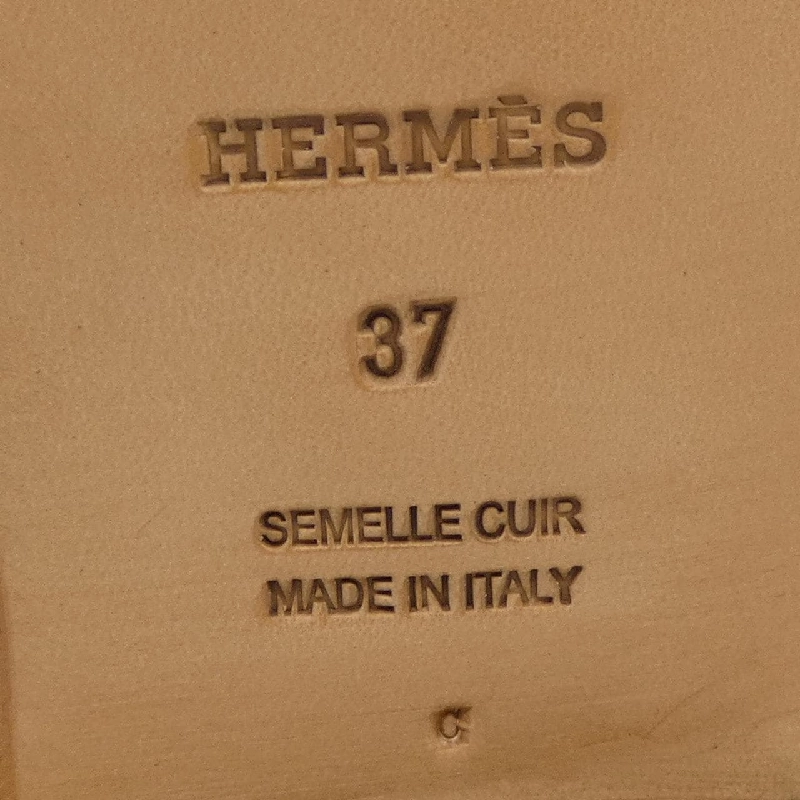 HERMÈS
37
SEMELLE CUIR
MADE IN ITALY
C